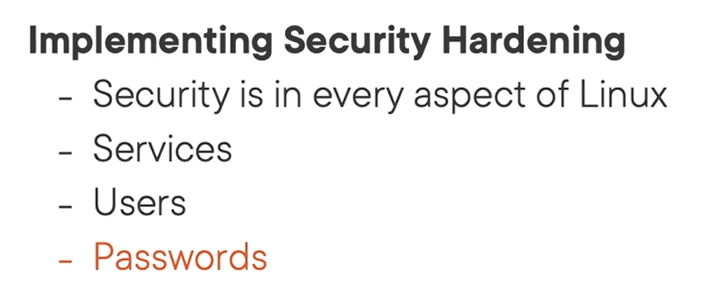 Implementing Security Hardening
- Security is in every aspect of Linux
- Services
- Users
- Passwords